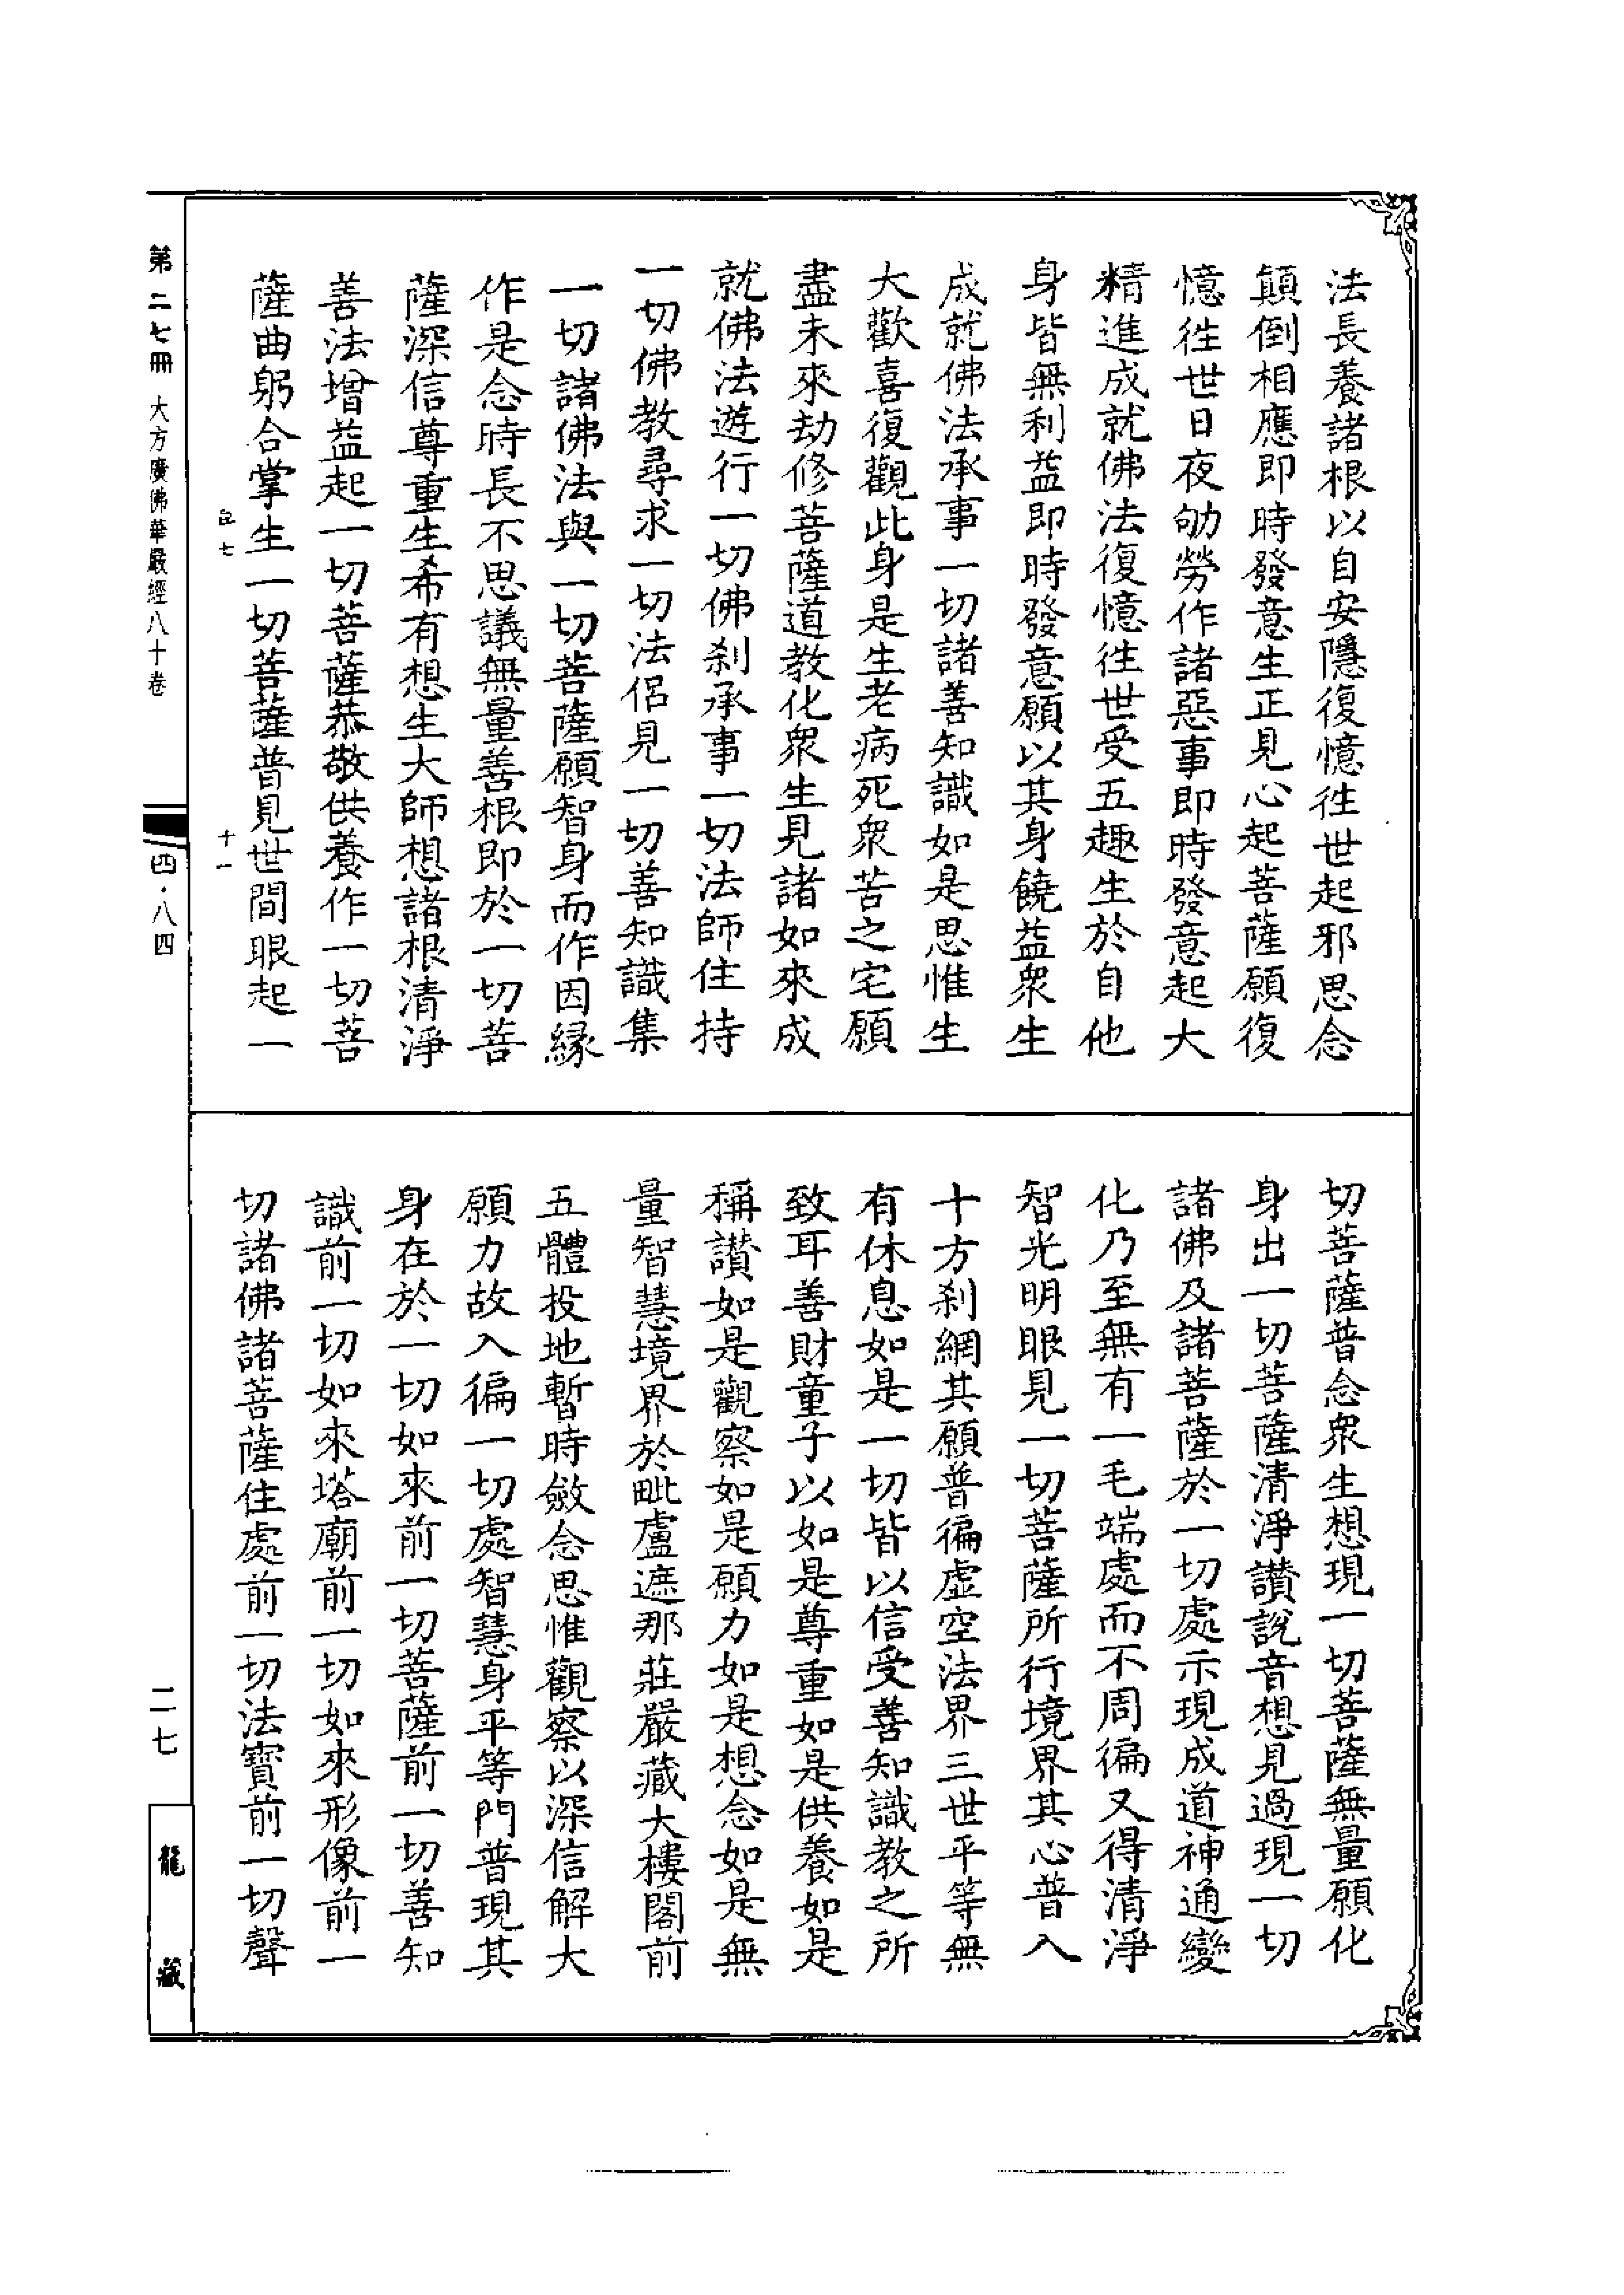 法長養諸根以自安隱復憶徃世起邪思念
顛倒相應即時發意生正見心起菩薩願復
憶徃世日夜劬勞作諸惡事即時發意起大
精進成就佛法復憶徃世受五趣生於自他
身皆無利益即時發意願以其身饒益衆生
成就佛法承事一切諸善知識如是思惟生
大歡喜復觀此身是生老病死衆苦之宅願
盡未來劫修菩薩道教化衆生見諸如來成
就佛法遊行一切佛刹承事一切法師住持
一切佛教尋求一切法侶見一切善知識集
一切諸佛法與一切菩薩願智身而作因緣
作是念時長不思議無量善根即於一切菩
薩深信尊重生希有想生大師想諸根清淨
善法增益起一切菩薩恭敬供養作一切菩
薩曲躬合掌生一切菩薩普見世間眼起一
切菩薩普念衆生想現一切菩薩無量願化
身出一切菩薩清淨讚說音想見過現一切
諸佛及諸菩薩於一切處示現成道神通變
化乃至無有一毛端處而不周徧又得清淨
智光明眼見一切菩薩所行境界其心普入
十方刹網其願普徧虛空法界三世平等無
有休息如是一切皆以信受善知識教之所
致耳善財童子以如是尊重如是供養如是
稱讚如是觀察如是願力如是想念如是無
量智慧境界於毗盧遮那莊嚴藏大樓閣前
五體投地暫時斂念思惟觀察以深信解大
願力故入徧一切處智慧身平等門普現其
身在於一切如來前一切菩薩前一切善知
識前一切如來塔廟前一切如來形像前一
切諸佛諸菩薩住處前一切法寶前一切聲
七
十一
第二七冊 大方廣佛華嚴經八十卷
四·八四
二七
龍藏